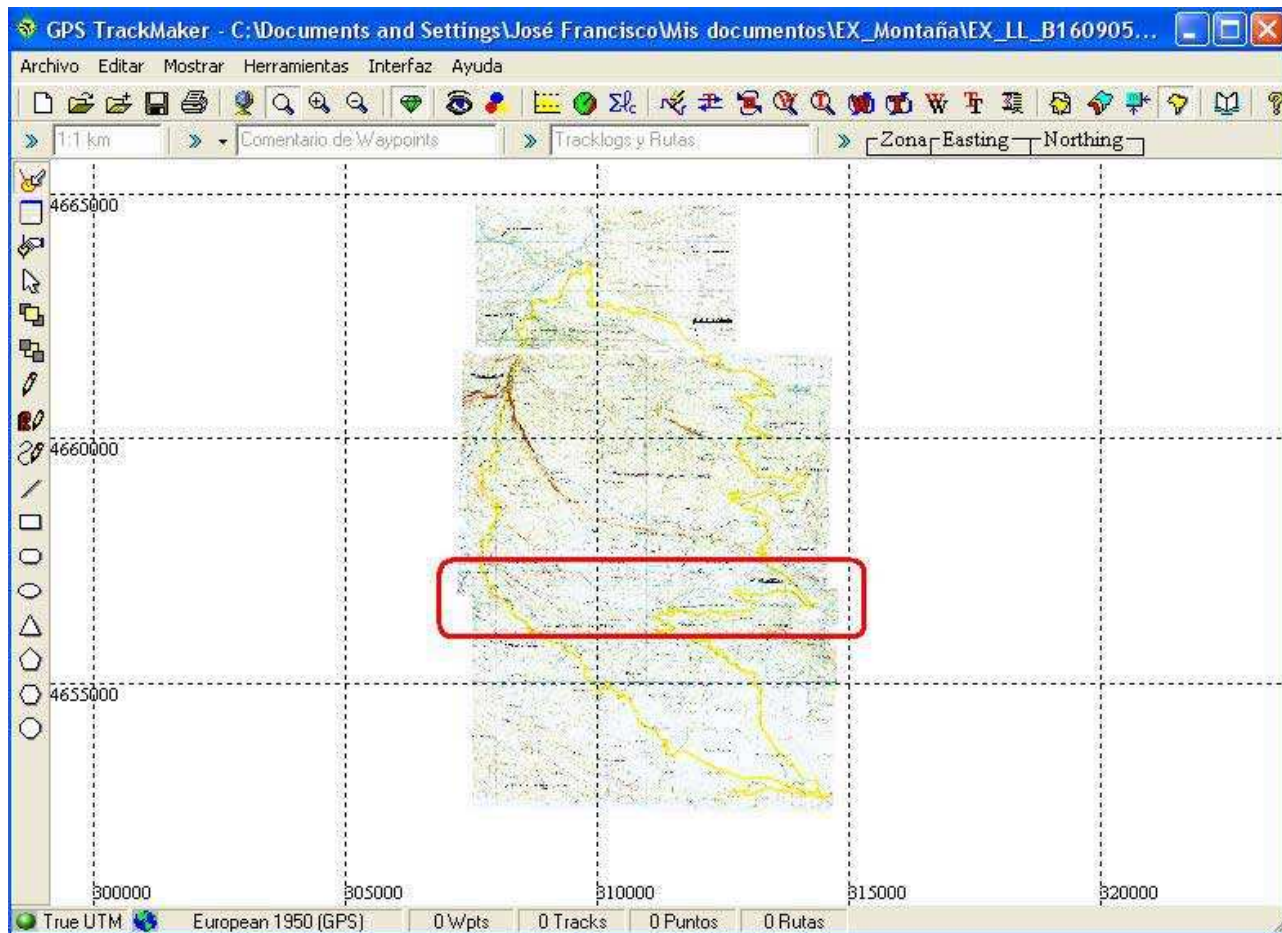 GPS TrackMaker - C:\Documents and Settings\José Francisco\Mis documentos\EX_Montaña\EX_LL_B160905...
Archivo Editar Mostrar Herramientas Interfaz Ayuda
1:1 km Comentario de Waypoints Tracklogs y Rutas Zona Easting Northing
4665000
4660000
4655000
300000 305000 310000 315000 320000
True UTM European 1950 (GPS) 0 Wpts 0 Tracks 0 Puntos 0 Rutas